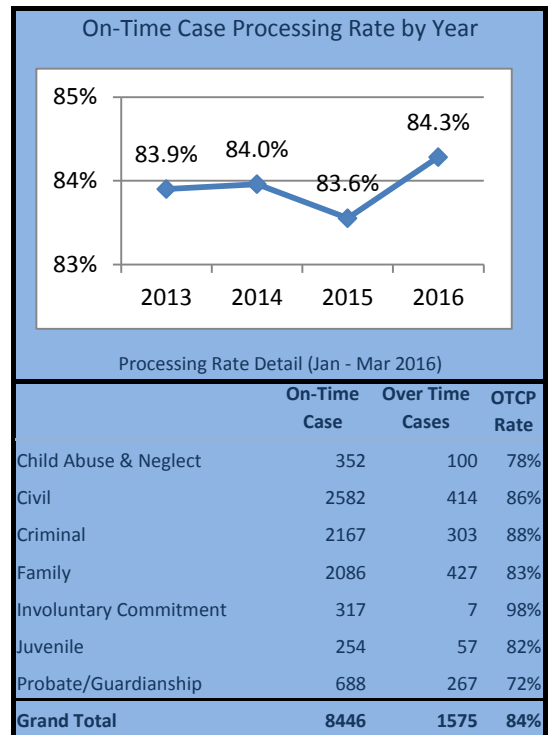 On-Time Case Processing Rate by Year
85%
84%
83%
83.9%
84.0%
83.6%
84.3%
2013 2014 2015 2016
Processing Rate Detail (Jan - Mar 2016)
On-Time Case Over Time Cases OTCP Rate
Child Abuse & Neglect 352 100 78%
Civil 2582 414 86%
Criminal 2167 303 88%
Family 2086 427 83%
Involuntary Commitment 317 7 98%
Juvenile 254 57 82%
Probate/Guardianship 688 267 72%
Grand Total 8446 1575 84%